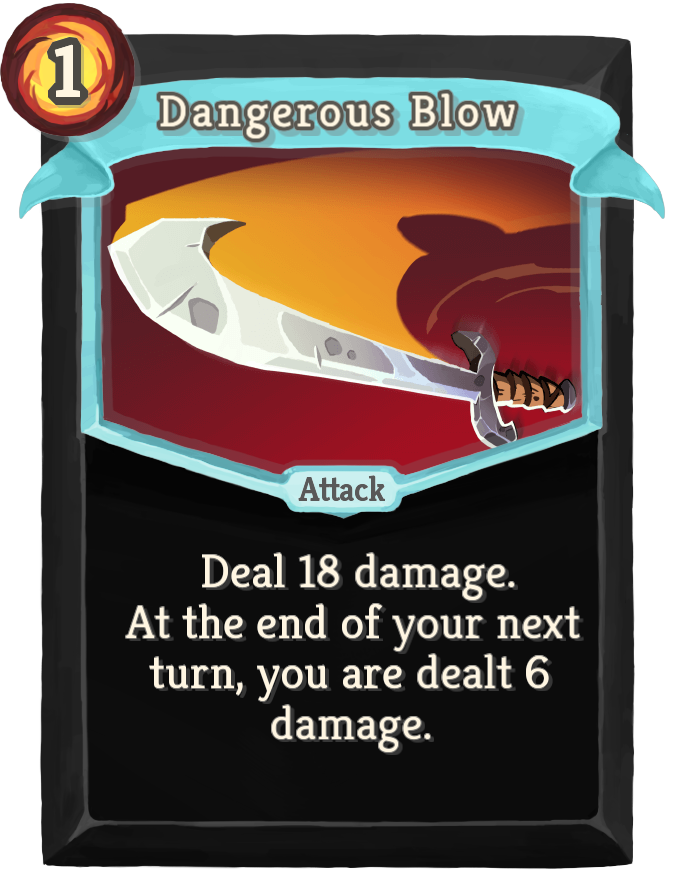 1
Dangerous Blow
Attack
Deal 18 damage.
At the end of your next
turn, you are dealt 6
damage.